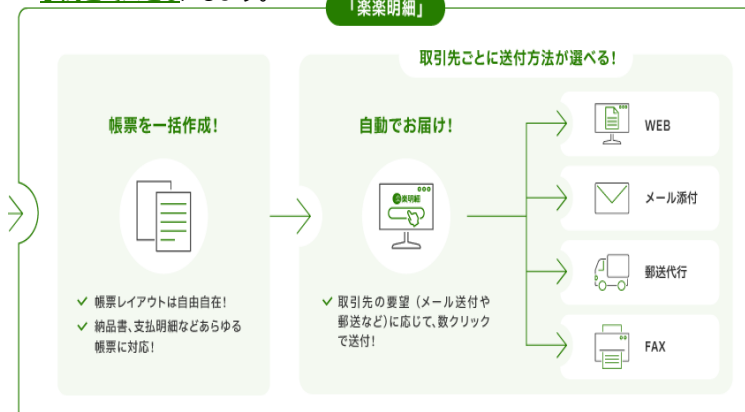 「楽楽明細」
取引先ごとに送付方法が選べる!
帳票を一括作成!
帳票レイアウトは自由自在!
納品書、支払明細などあらゆる
帳票に対応!
自動でお届け!
楽楽明細
取引先の要望(メール送付や
郵送など)に応じて、数クリック
で送付!
WEB
メール添付
郵送代行
FAX